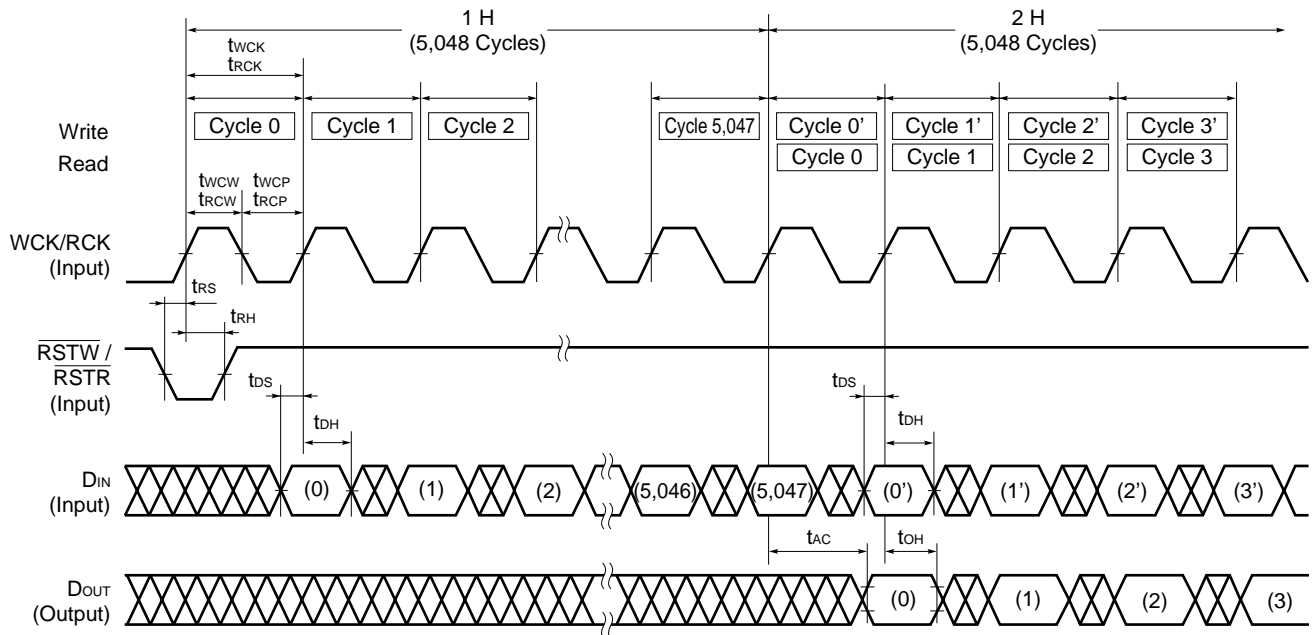 1 H 2 H
(5,048 Cycles) (5,048 Cycles)
tWCK
tRCK
Write Cycle 0 Cycle 1 Cycle 2 Cycle 5,047 Cycle 0' Cycle 1' Cycle 2' Cycle 3'
Read Cycle 0 Cycle 1 Cycle 2 Cycle 3
tWCW tWCP
tRCW tRCP
WCK/RCK
(Input)
tRS
tRH
RSTW /
RSTR
(Input)
tDS tDS
tDH tDH
DIN
(Input)
(0) (1) (2) (5,046) (5,047) (0') (1') (2') (3')
tAC tOH
DOUT
(Output)
(0) (1) (2) (3)